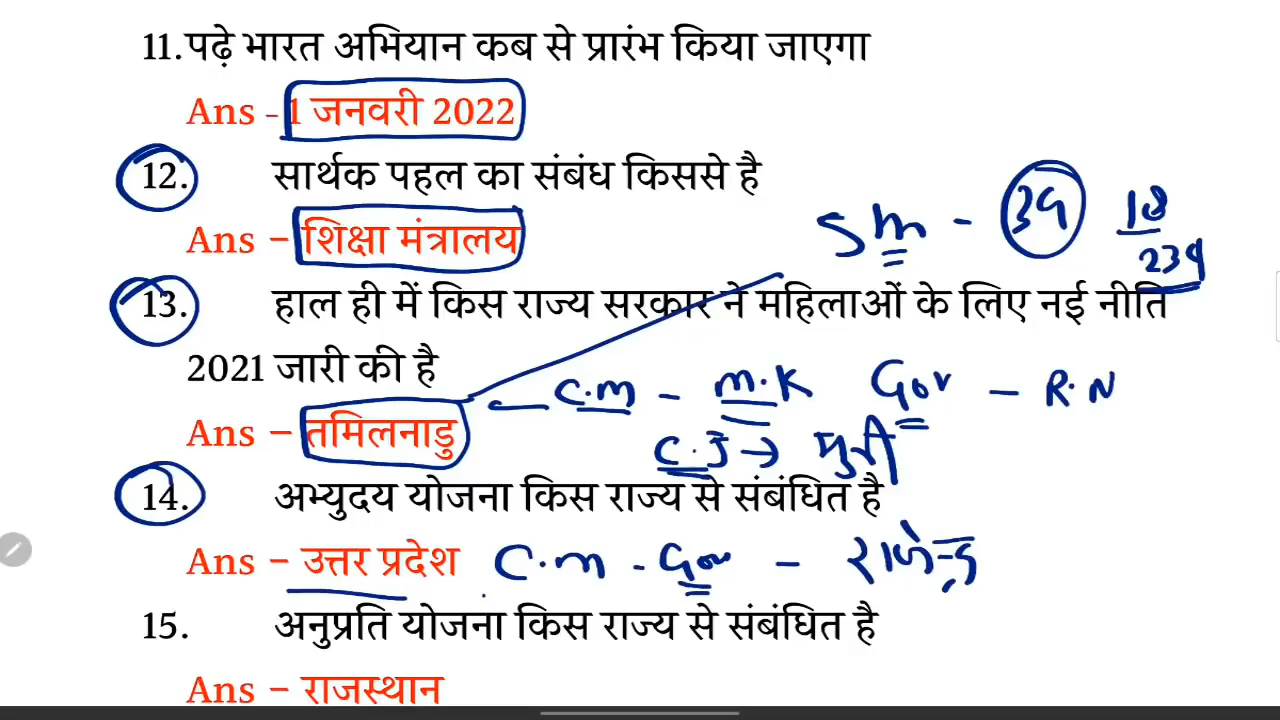 11. पढ़े भारत अभियान कब से प्रारंभ किया जाएगा
Ans - 1 जनवरी 2022
12. सार्थक पहल का संबंध किससे है
Ans – शिक्षा मंत्रालय
Sm - 39 18
234
13. हाल ही में किस राज्य सरकार ने महिलाओं के लिए नई नीति
2021 जारी की है
C.M - M.K Gov - R.N
Ans – तमिलनाडु
C.J → मुनी
14. अभ्युदय योजना किस राज्य से संबंधित है
Ans – उत्तर प्रदेश C.M - Gov -
15. अनुप्रति योजना किस राज्य से संबंधित है
Ans – राजस्थान